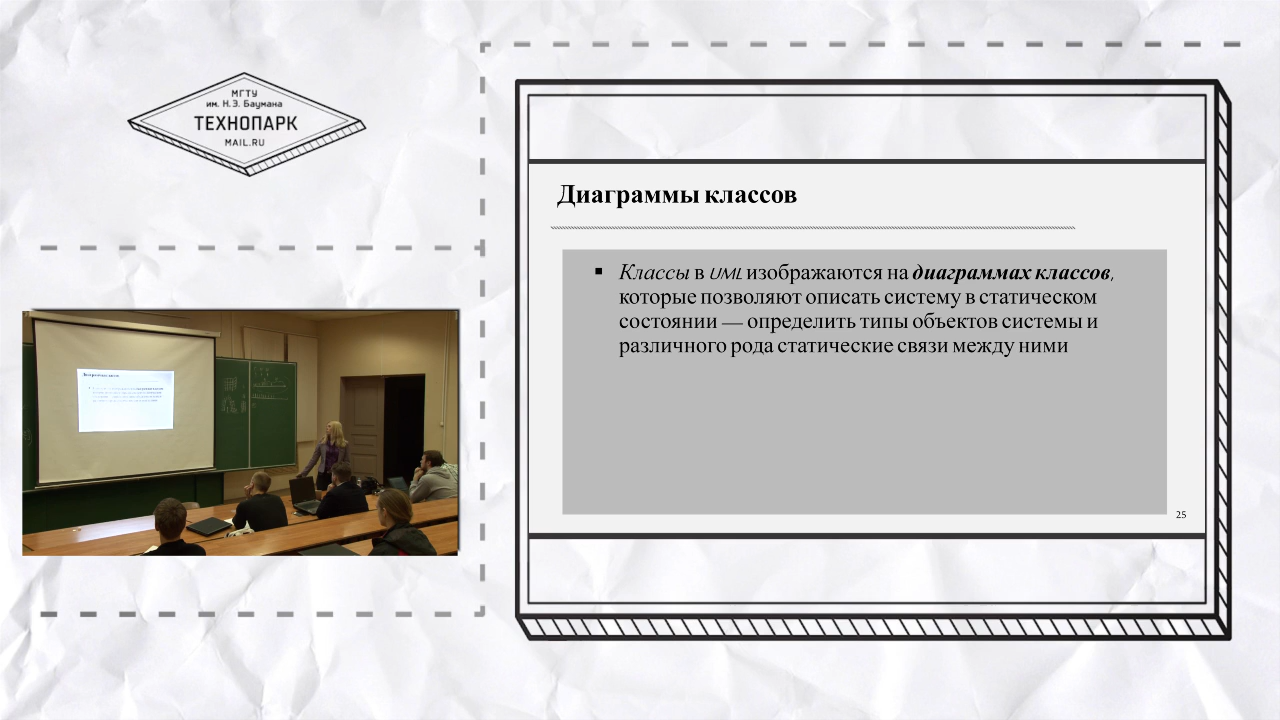 МГТУ
им. Н.Э. Баумана
ТЕХНОПАРК
MAIL.RU
Диаграммы классов
▪ Классы в UML изображаются на диаграммах классов,
которые позволяют описать систему в статическом
состоянии — определить типы объектов системы и
различного рода статические связи между ними
25